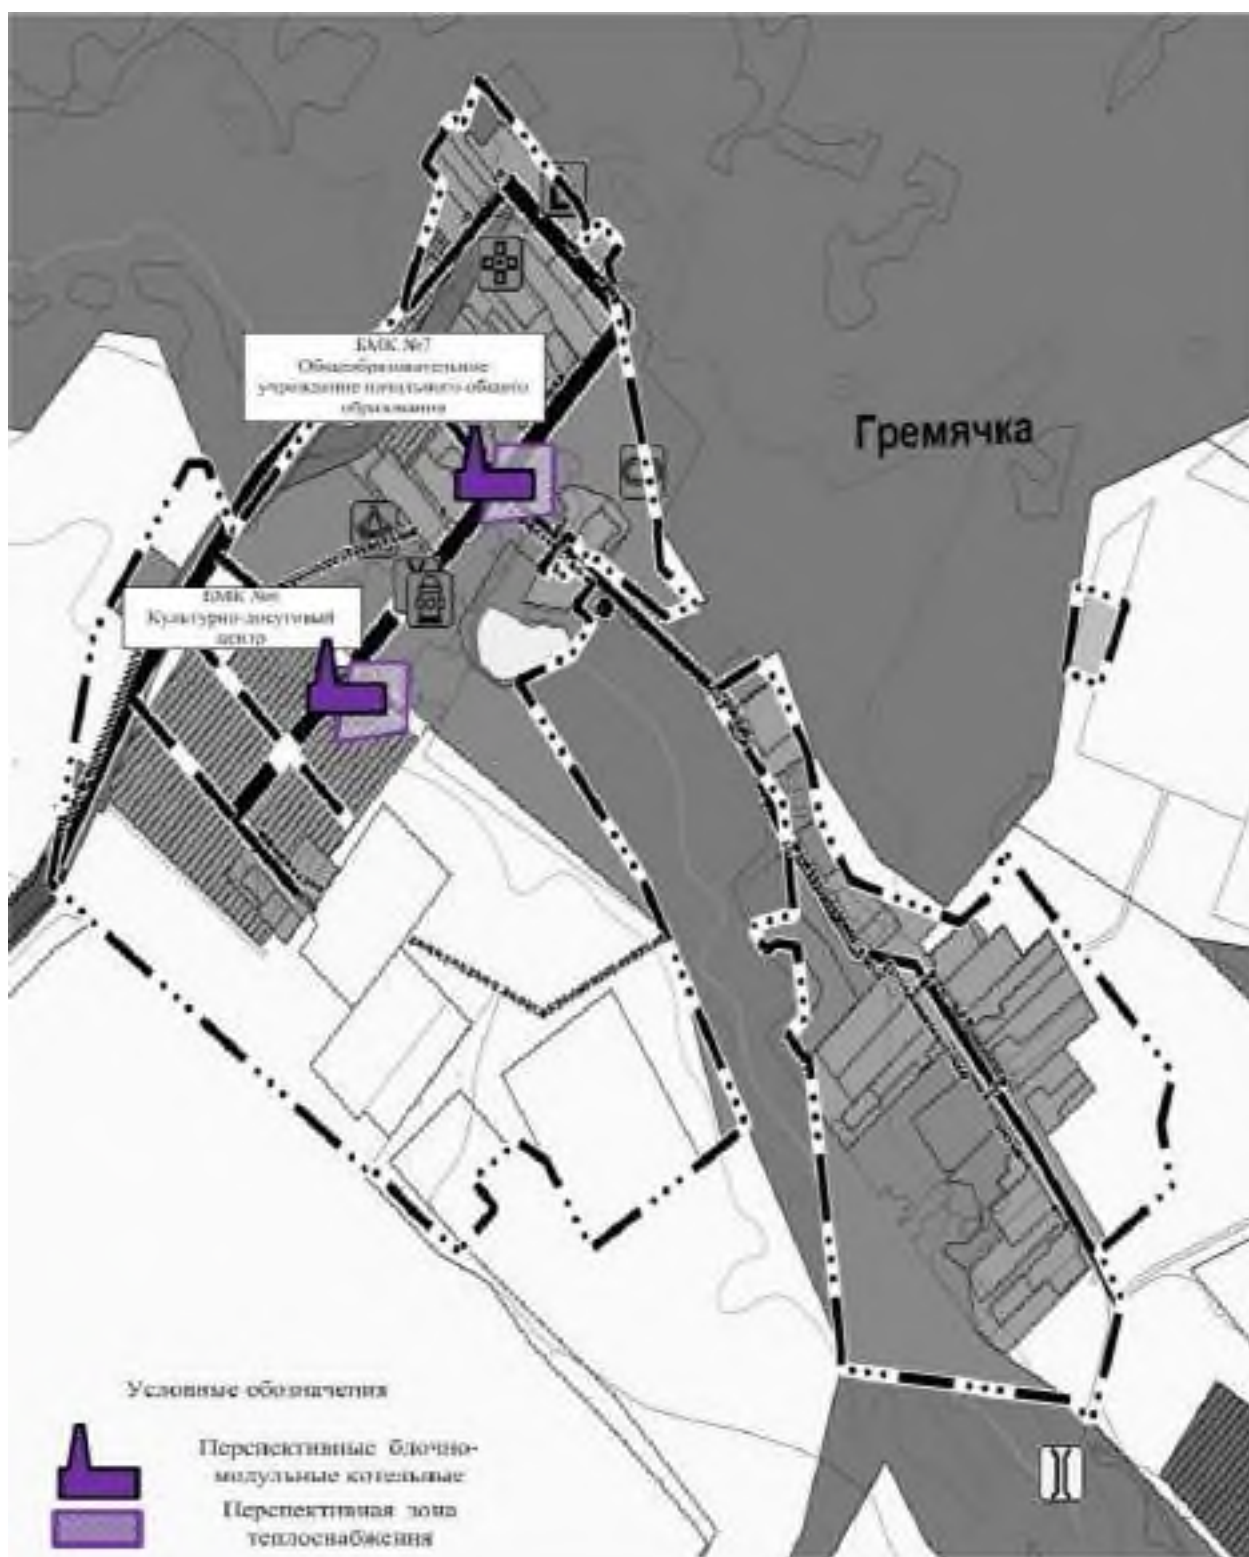 БМК №7
Общеобразовательное
учреждение начального общего
образования
Гремячка
БМК №6
Культурно-досуговый
центр
Условные обозначения
Перспективные блочно-
модульные котельные
Перспективная зона
теплоснабжения